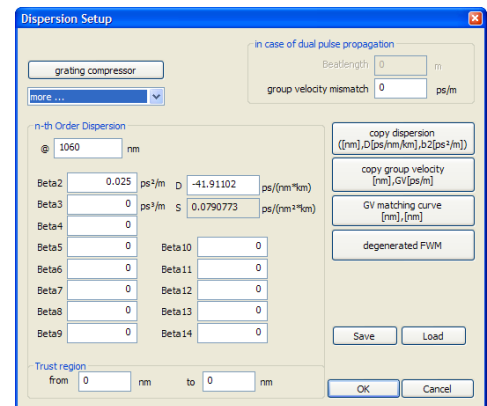 Dispersion Setup
in case of dual pulse propagation
Beatlength 0 m
group velocity mismatch 0 ps/m
grating compressor
more ...
n-th Order Dispersion
@ 1060 nm
Beta2 0.025 ps²/m D -41.91102 ps/(nm*km)
Beta3 0 ps³/m S 0.0790773 ps/(nm²*km)
Beta4 0
Beta5 0 Beta10 0
Beta6 0 Beta11 0
Beta7 0 Beta12 0
Beta8 0 Beta13 0
Beta9 0 Beta14 0
copy dispersion
([nm],D[ps/nm/km],b2[ps²/m])
copy group velocity
[nm],GV[ps/m]
GV matching curve
[nm],[nm]
degenerated FWM
Save Load
Trust region
from 0 nm to 0 nm
OK Cancel